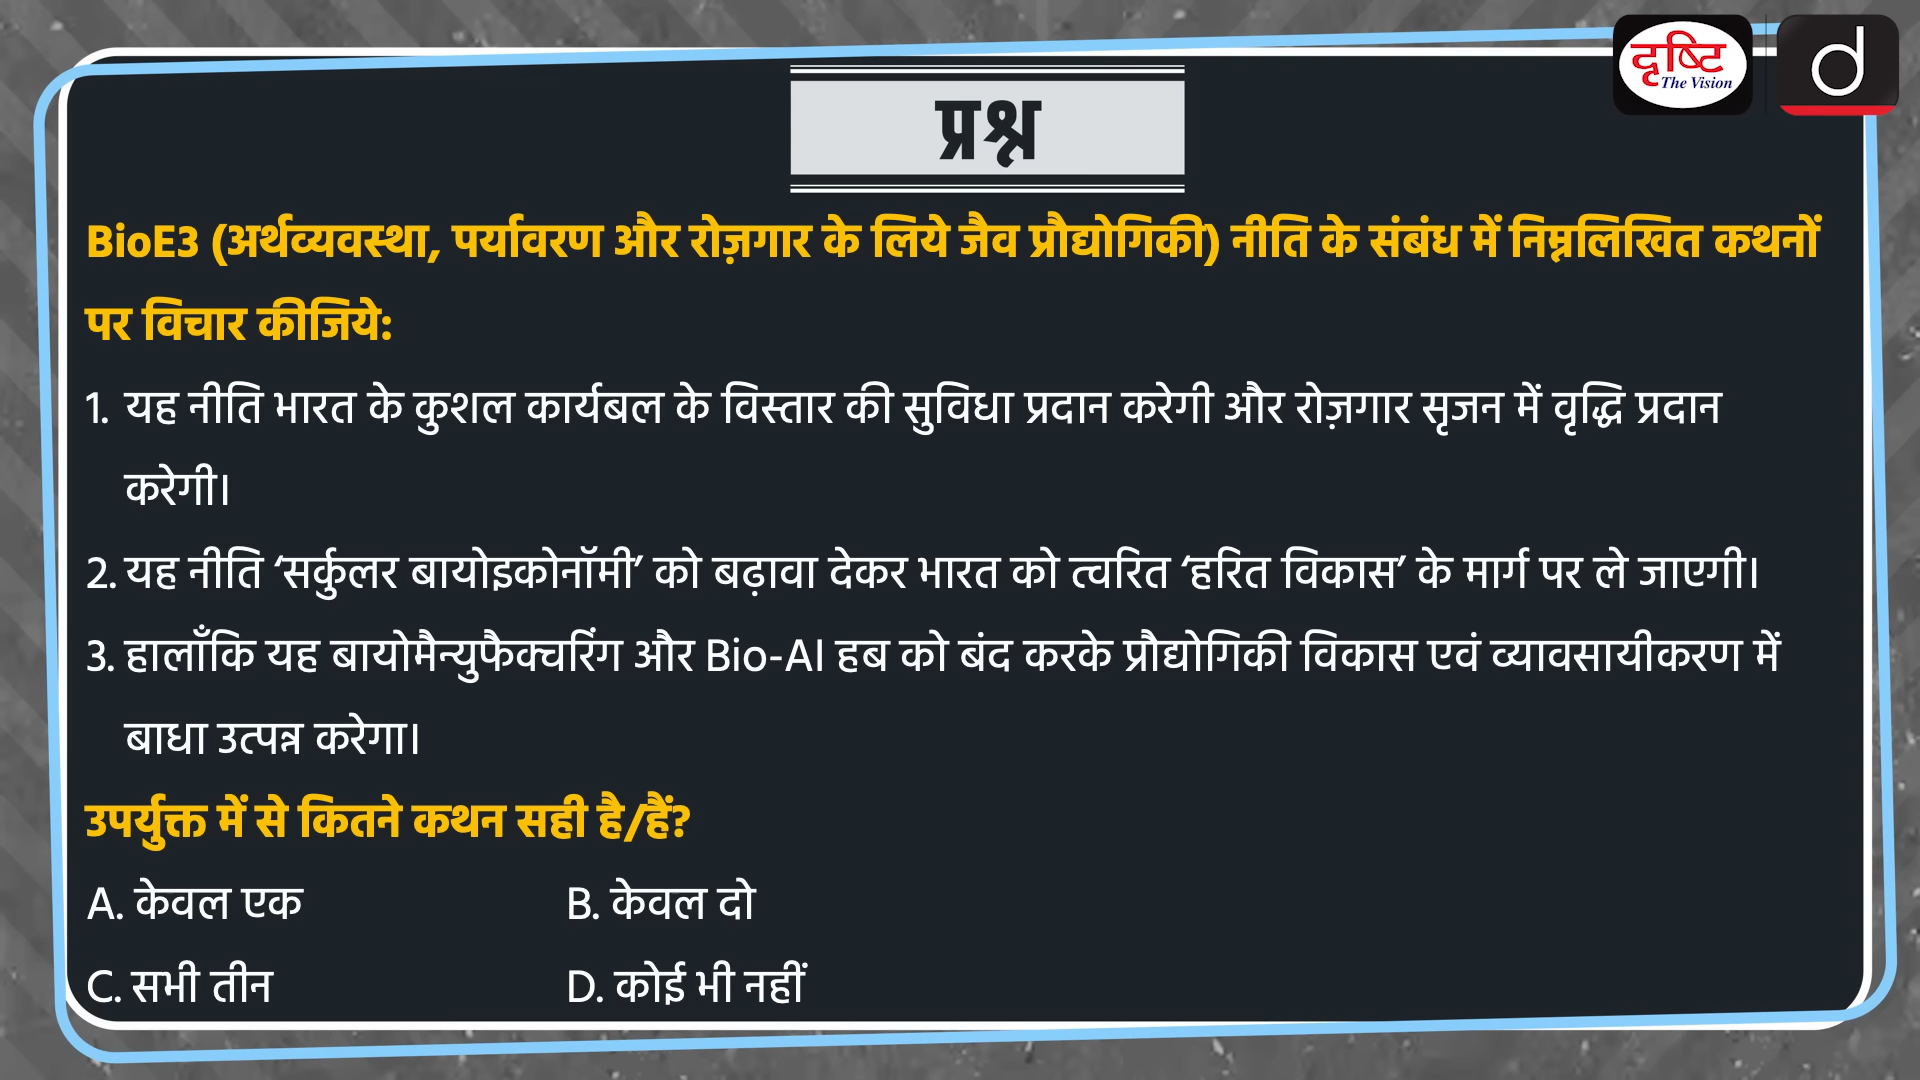 दृष्टि
The Vision
d
प्रश्न
BioE3 (अर्थव्यवस्था, पर्यावरण और रोज़गार के लिये जैव प्रौद्योगिकी) नीति के संबंध में निम्नलिखित कथनों
पर विचार कीजिये:
1. यह नीति भारत के कुशल कार्यबल के विस्तार की सुविधा प्रदान करेगी और रोज़गार सृजन में वृद्धि प्रदान
करेगी।
2. यह नीति ‘सर्कुलर बायोइकोनॉमी’ को बढ़ावा देकर भारत को त्वरित ‘हरित विकास’ के मार्ग पर ले जाएगी।
3. हालाँकि यह बायोमैन्युफैक्चरिंग और Bio-AI हब को बंद करके प्रौद्योगिकी विकास एवं व्यावसायीकरण में
बाधा उत्पन्न करेगा।
उपर्युक्त में से कितने कथन सही है/हैं?
A. केवल एक B. केवल दो
C. सभी तीन D. कोई भी नहीं